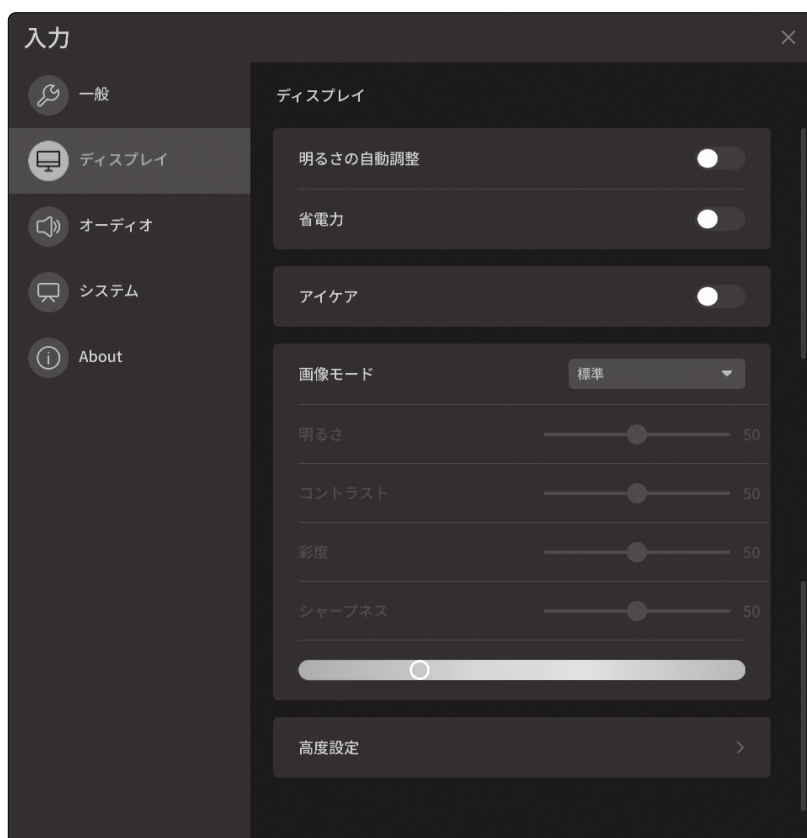 入力
一般
ディスプレイ
オーディオ
システム
About
ディスプレイ
明るさの自動調整
省電力
アイケア
画像モード 標準
明るさ 50
コントラスト 50
彩度 50
シャープネス 50
高度設定